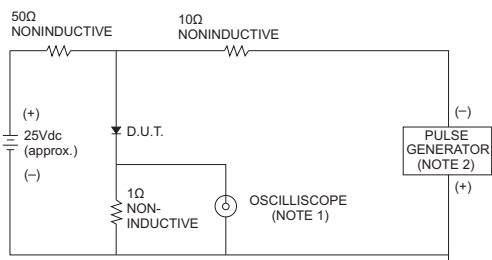 50Ω
NONINDUCTIVE
10Ω
NONINDUCTIVE
(+)
25Vdc
(approx.)
(–)
D.U.T.
1Ω
NON-
INDUCTIVE
OSCILLISCOPE
(NOTE 1)
(–)
PULSE
GENERATOR
(NOTE 2)
(+)